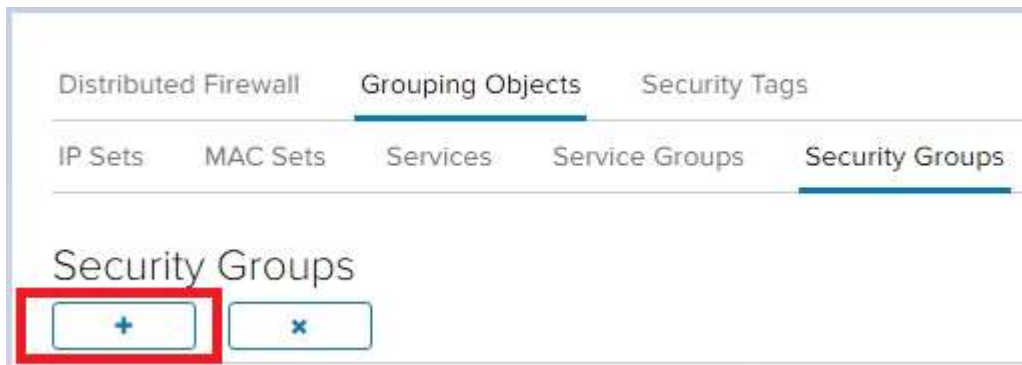 Distributed Firewall Grouping Objects Security Tags
IP Sets MAC Sets Services Service Groups Security Groups
Security Groups
+ ×